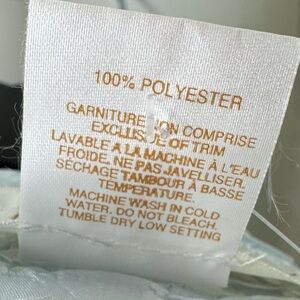 100% POLYESTER
GARNITURE NON COMPRISE
EXCLUSIVE OF TRIM
LAVABLE A LA MACHINE À L'EAU
FROIDE. NE PAS JAVELLISER.
SÉCHAGE TAMBOUR À BASSE
TEMPÉRATURE.
MACHINE WASH IN COLD
WATER. DO NOT BLEACH.
TUMBLE DRY LOW SETTING